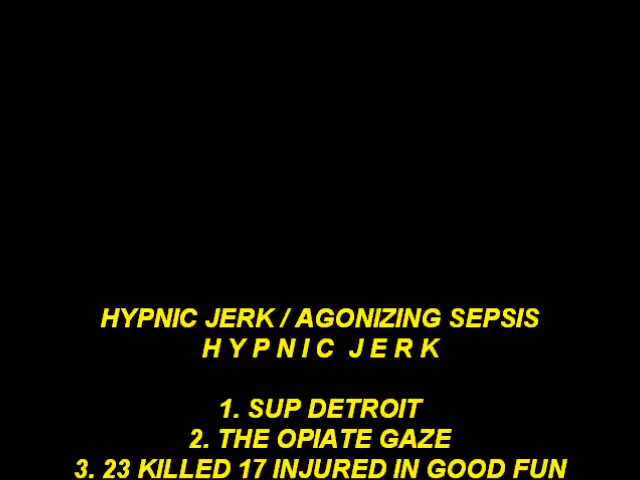 HYPNIC JERK / AGONIZING SEPSIS
H Y P N I C  J E R K
1. SUP DETROIT
2. THE OPIATE GAZE
3. 23 KILLED 17 INJURED IN GOOD FUN